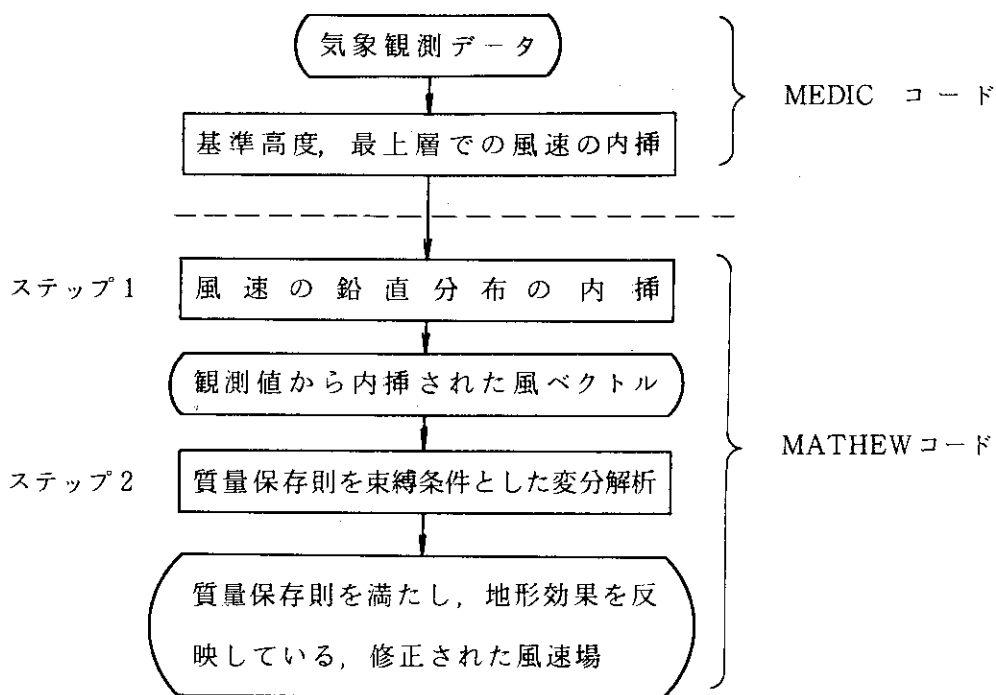 気象観測データ
MEDIC コード
基準高度，最上層での風速の内挿
ステップ1
風速の鉛直分布の内挿
観測値から内挿された風ベクトル
MATHEWコード
ステップ2
質量保存則を束縛条件とした変分解析
質量保存則を満たし，地形効果を反
映している，修正された風速場